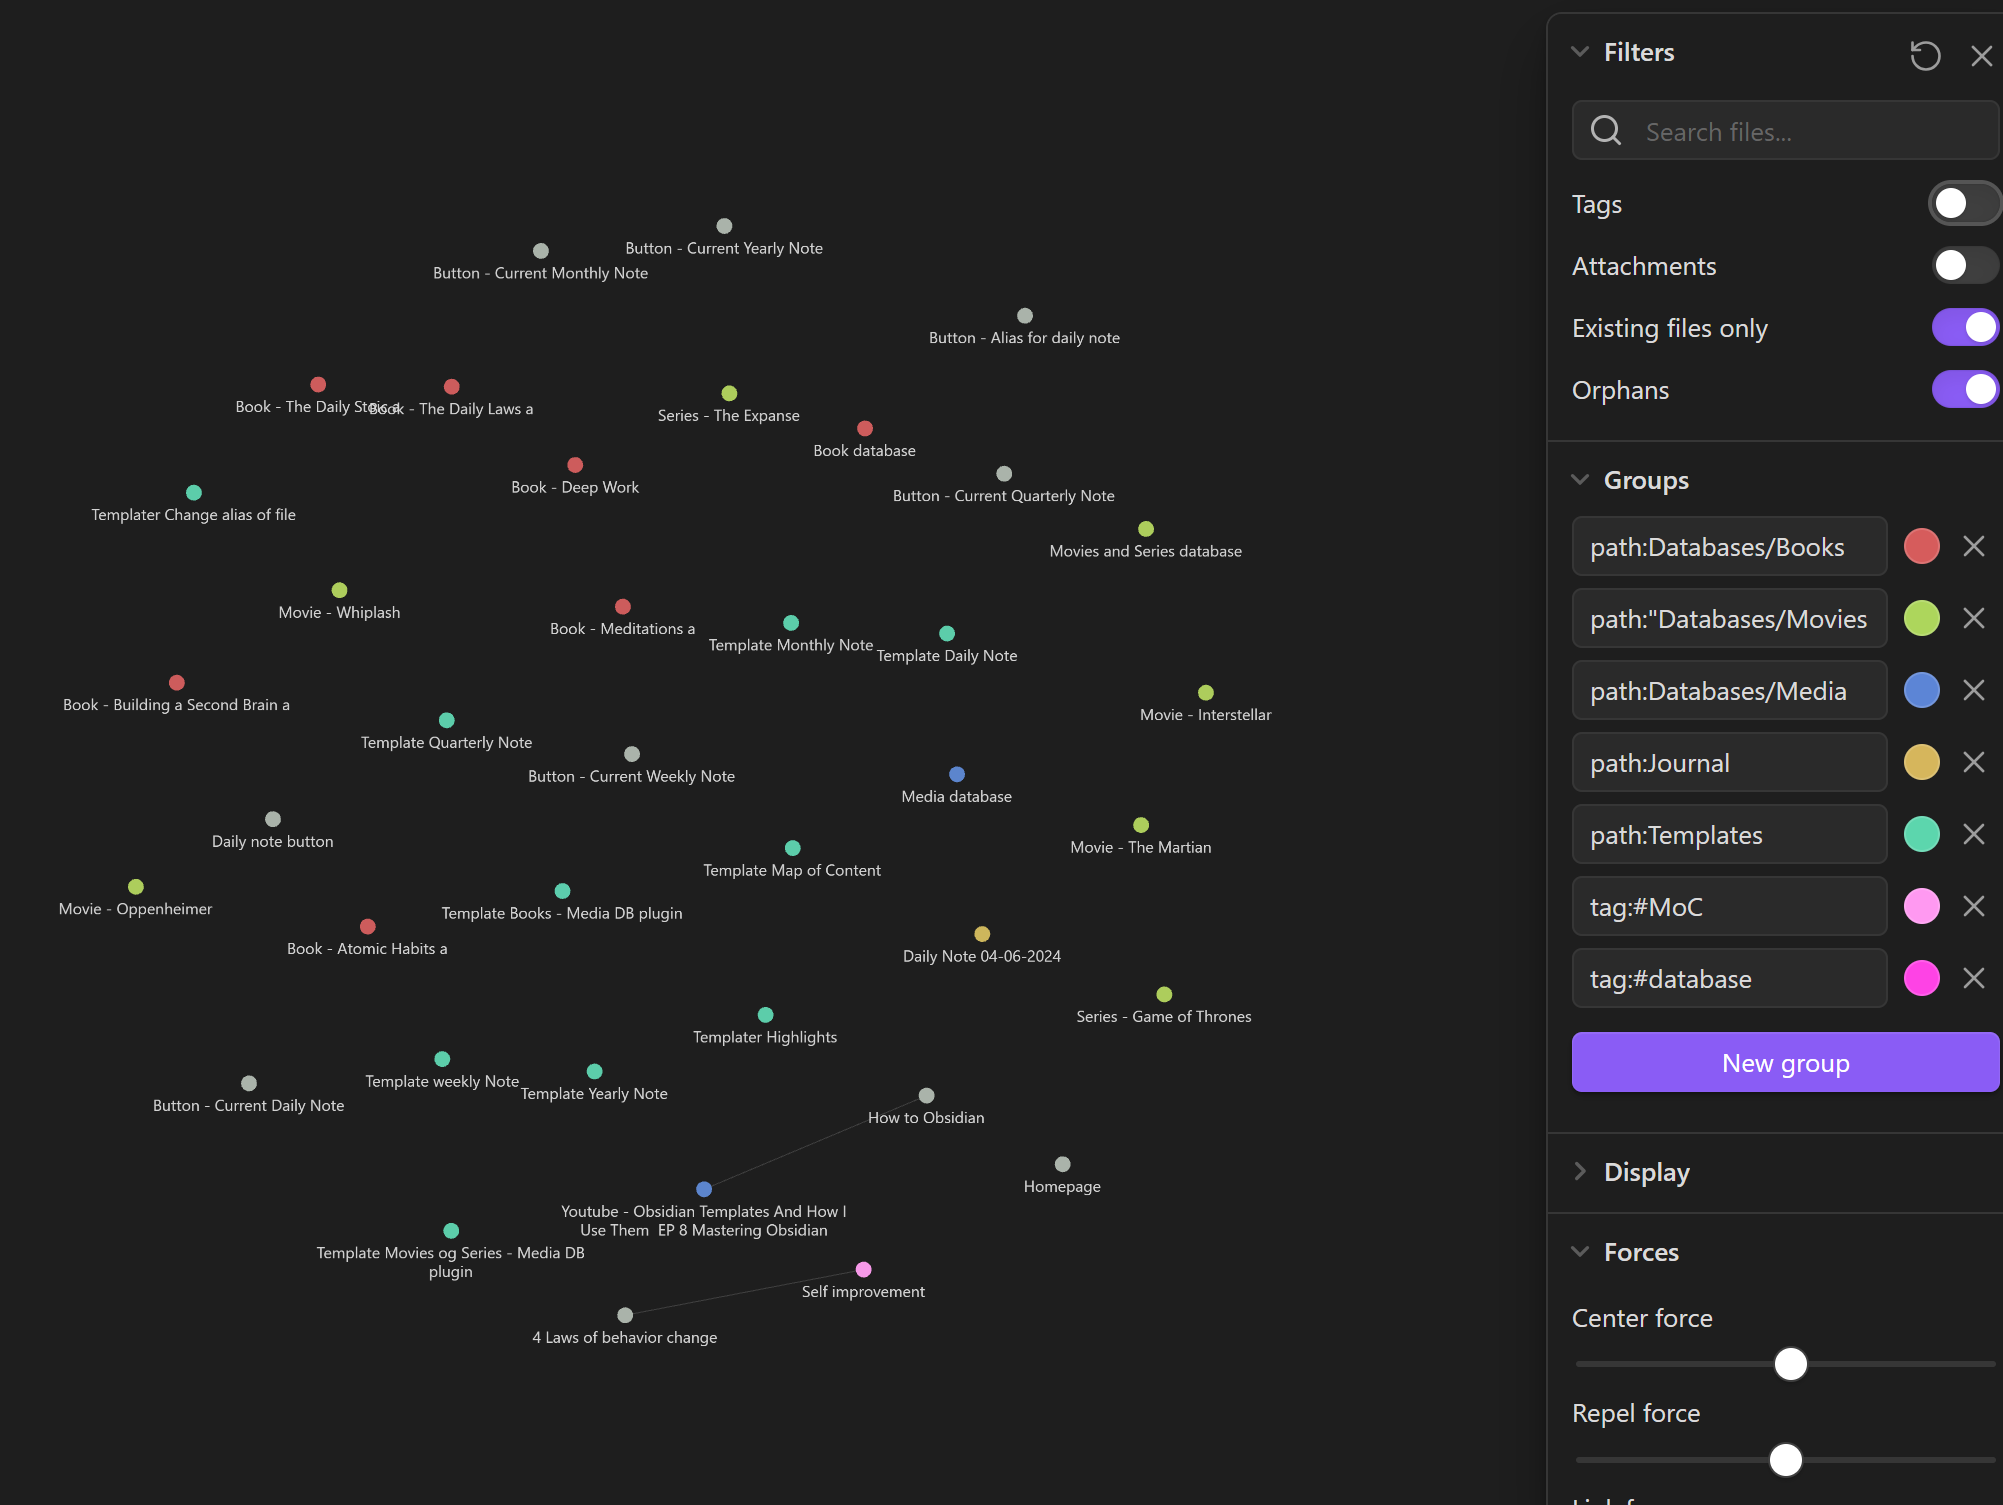 Button - Current Yearly Note
Button - Current Monthly Note
Button - Alias for daily note
Book - The Daily Stoic a
Book - The Daily Laws a
Series - The Expanse
Book database
Book - Deep Work
Button - Current Quarterly Note
Templater Change alias of file
Movies and Series database
Movie - Whiplash
Book - Meditations a
Template Monthly Note
Template Daily Note
Book - Building a Second Brain a
Movie - Interstellar
Template Quarterly Note
Button - Current Weekly Note
Media database
Daily note button
Movie - The Martian
Template Map of Content
Movie - Oppenheimer
Template Books - Media DB plugin
Book - Atomic Habits a
Daily Note 04-06-2024
Series - Game of Thrones
Templater Highlights
Template weekly Note
Template Yearly Note
Button - Current Daily Note
How to Obsidian
Homepage
Youtube - Obsidian Templates And How I
Use Them EP 8 Mastering Obsidian
Template Movies og Series - Media DB
plugin
Self improvement
4 Laws of behavior change
Filters
Search files...
Tags
Attachments
Existing files only
Orphans
Groups
path:Databases/Books
path:"Databases/Movies
path:Databases/Media
path:Journal
path:Templates
tag:#MoC
tag:#database
New group
Display
Forces
Center force
Repel force